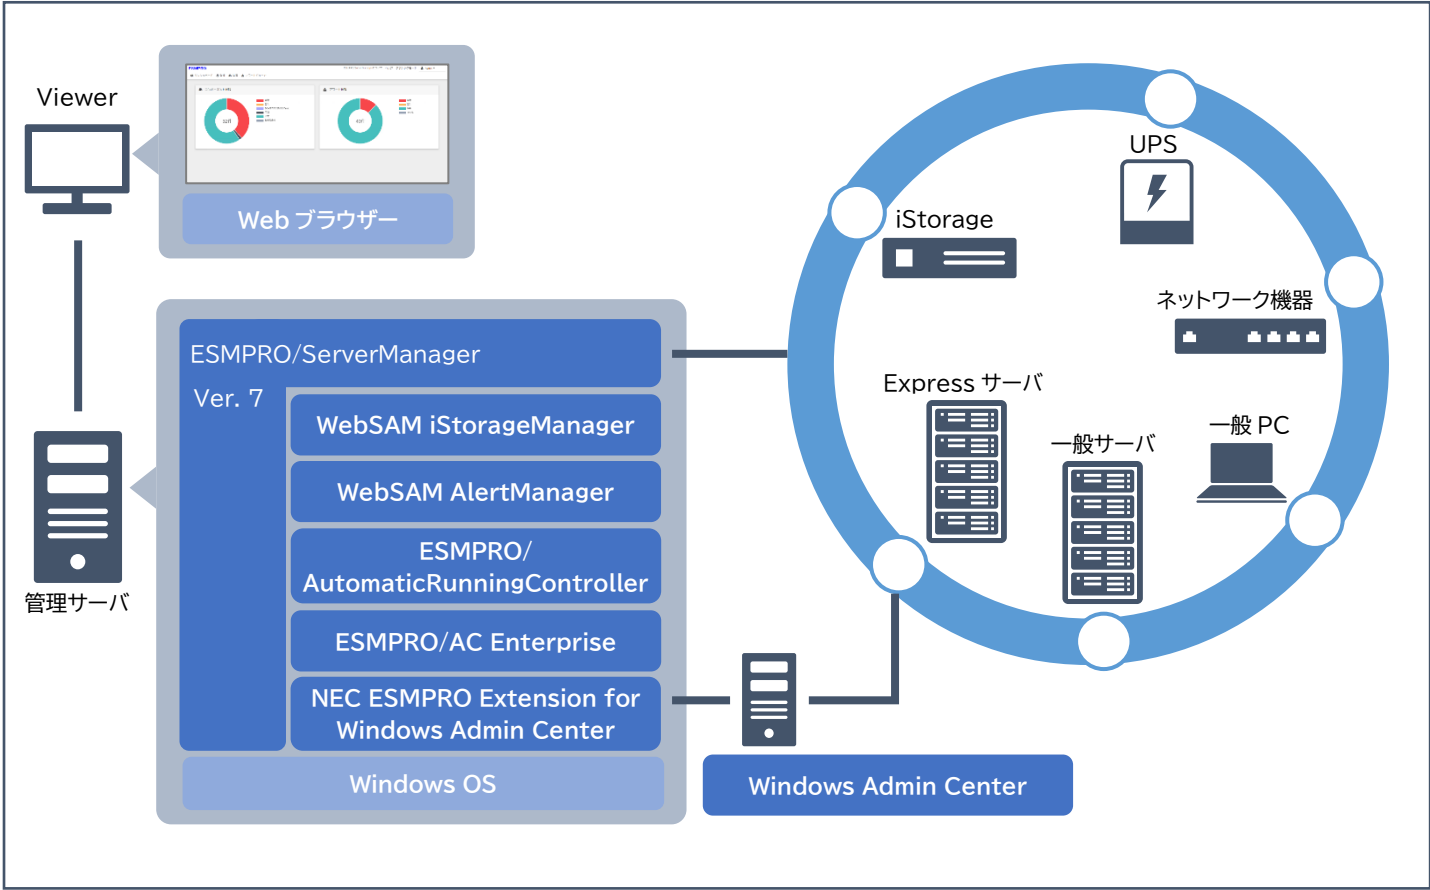 Viewer
Web ブラウザー
管理サーバ
ESMPRO/ServerManager
Ver. 7
WebSAM iStorageManager
WebSAM AlertManager
ESMPRO/
AutomaticRunningController
ESMPRO/AC Enterprise
NEC ESMPRO Extension for
Windows Admin Center
Windows OS
Windows Admin Center
UPS
iStorage
ネットワーク機器
Express サーバ
一般サーバ
一般 PC